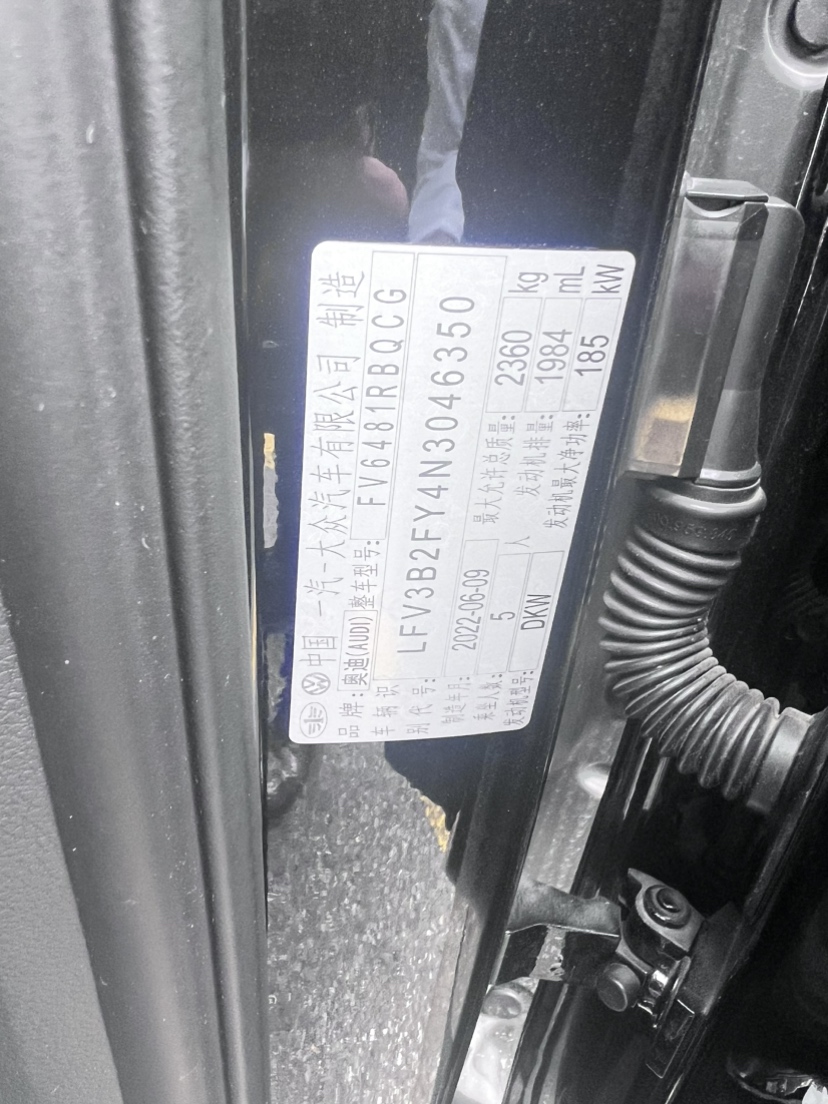 中国 一汽-大众汽车有限公司 制造
品牌: 奥迪(AUDI) 整车型号: FV6481RBQCG
车辆识别代号: LFV3B2FY4N3046350
制造年月: 2022-06-09 最大允许总质量: 2360 kg
乘坐人数: 5 人 发动机排量: 1984 mL
发动机型号: DKW 发动机最大净功率: 185 kW